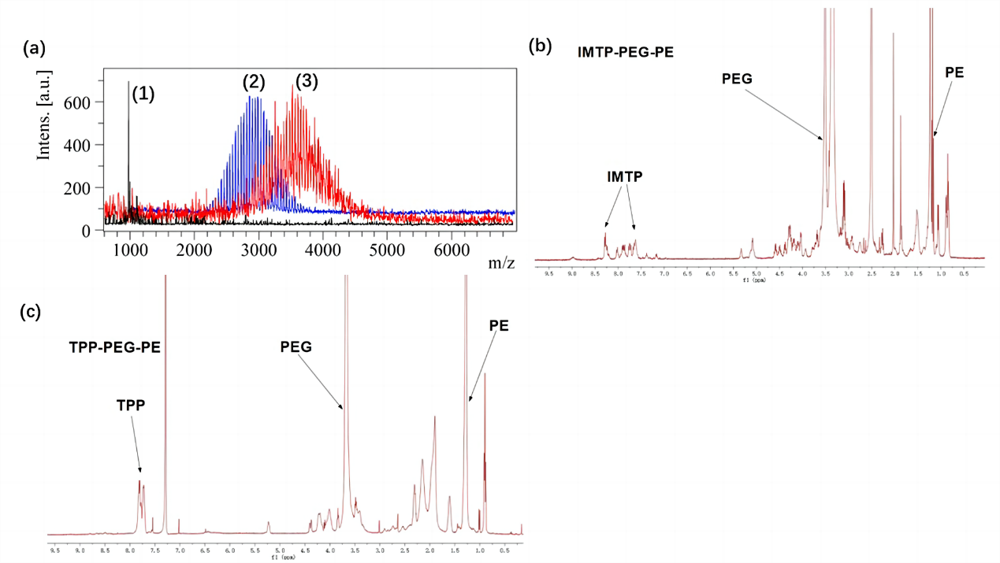 (a)
Intens. [a.u.]
600
400
200
0
(1)
(2)
(3)
1000 2000 3000 4000 5000 6000
m/z
(b)
IMTP-PEG-PE
PEG
PE
IMTP
9.5 9.0 8.5 8.0 7.5 7.0 6.5 6.0 5.5 5.0 4.5 4.0 3.5 3.0 2.5 2.0 1.5 1.0 0.5
f1 (ppm)
(c)
TPP-PEG-PE
PEG
PE
TPP
9.5 9.0 8.5 8.0 7.5 7.0 6.5 6.0 5.5 5.0 4.5 4.0 3.5 3.0 2.5 2.0 1.5 1.0 0.5
f1 (ppm)